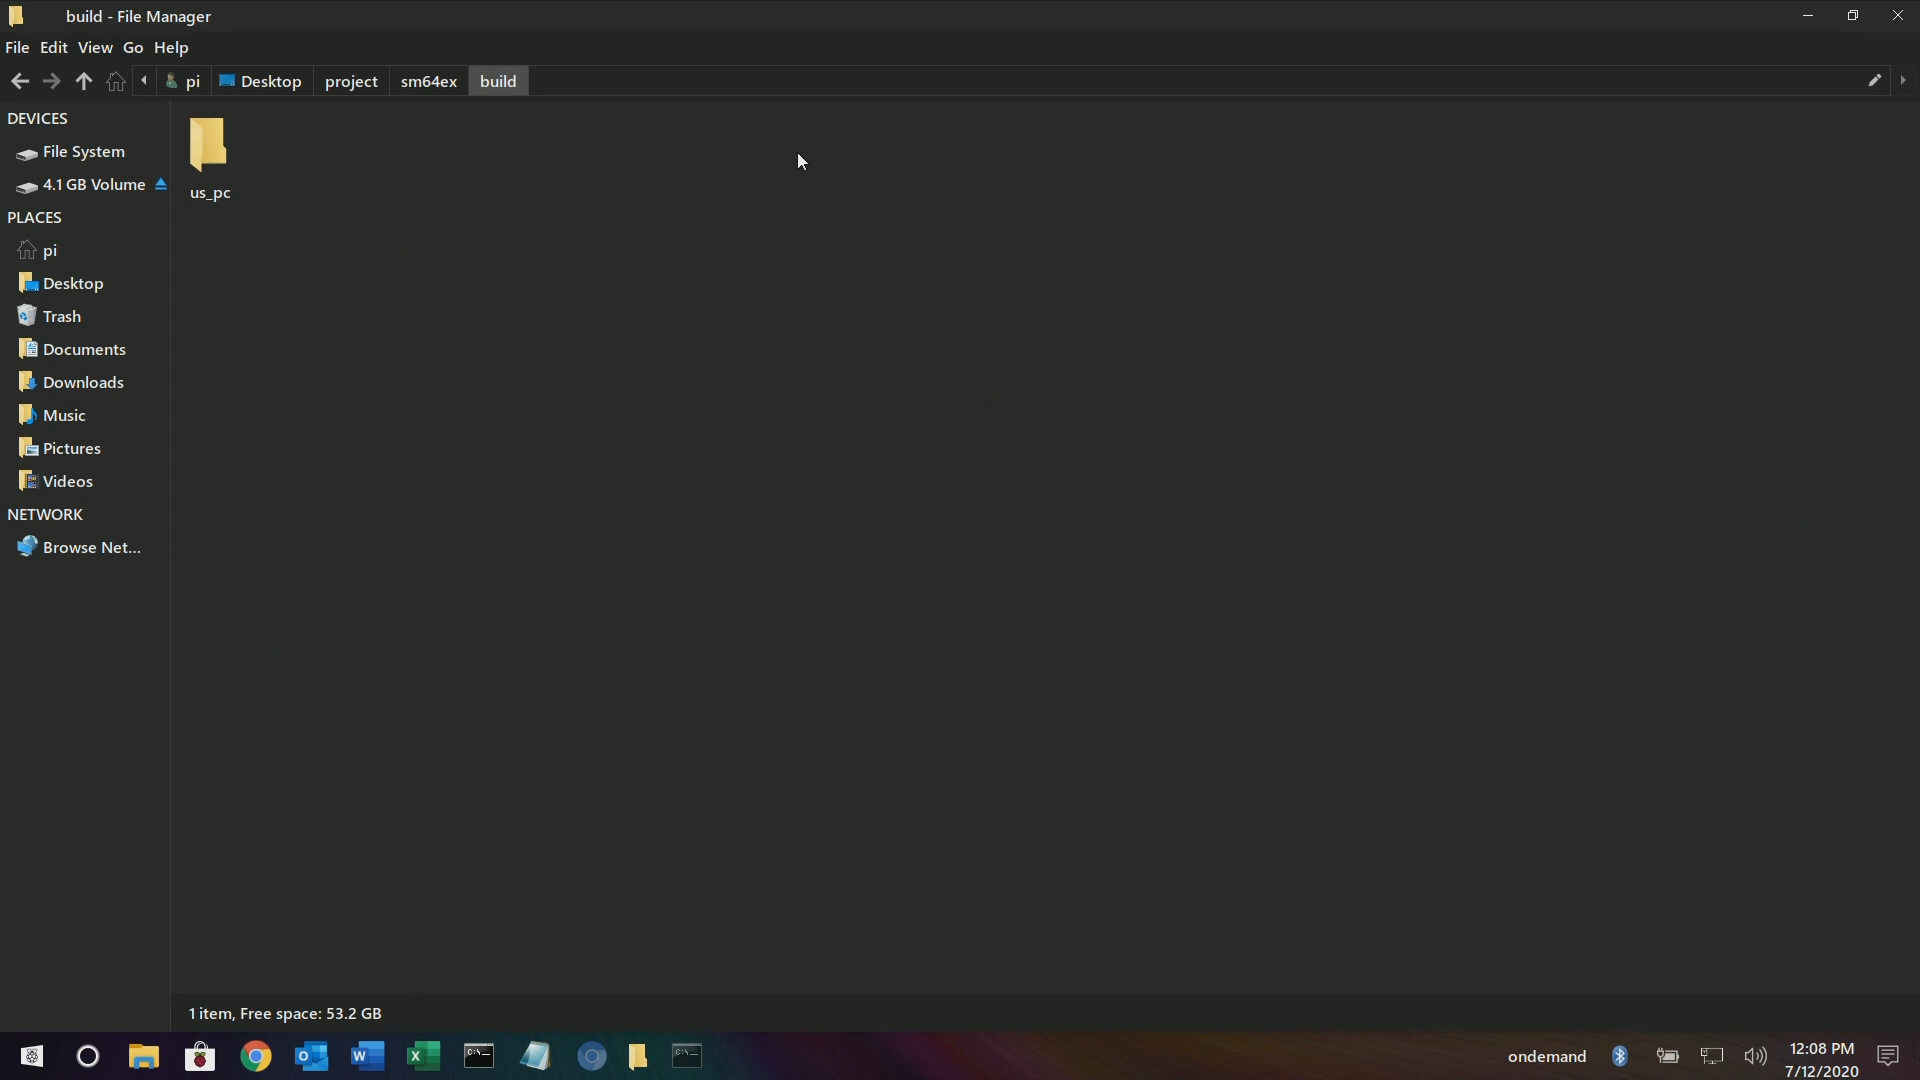 build - File Manager
File Edit View Go Help
pi Desktop project sm64ex build
DEVICES
File System
4.1 GB Volume
PLACES
pi
Desktop
Trash
Documents
Downloads
Music
Pictures
Videos
NETWORK
Browse Net...
us_pc
1 item, Free space: 53.2 GB
ondemand
12:08 PM
7/12/2020